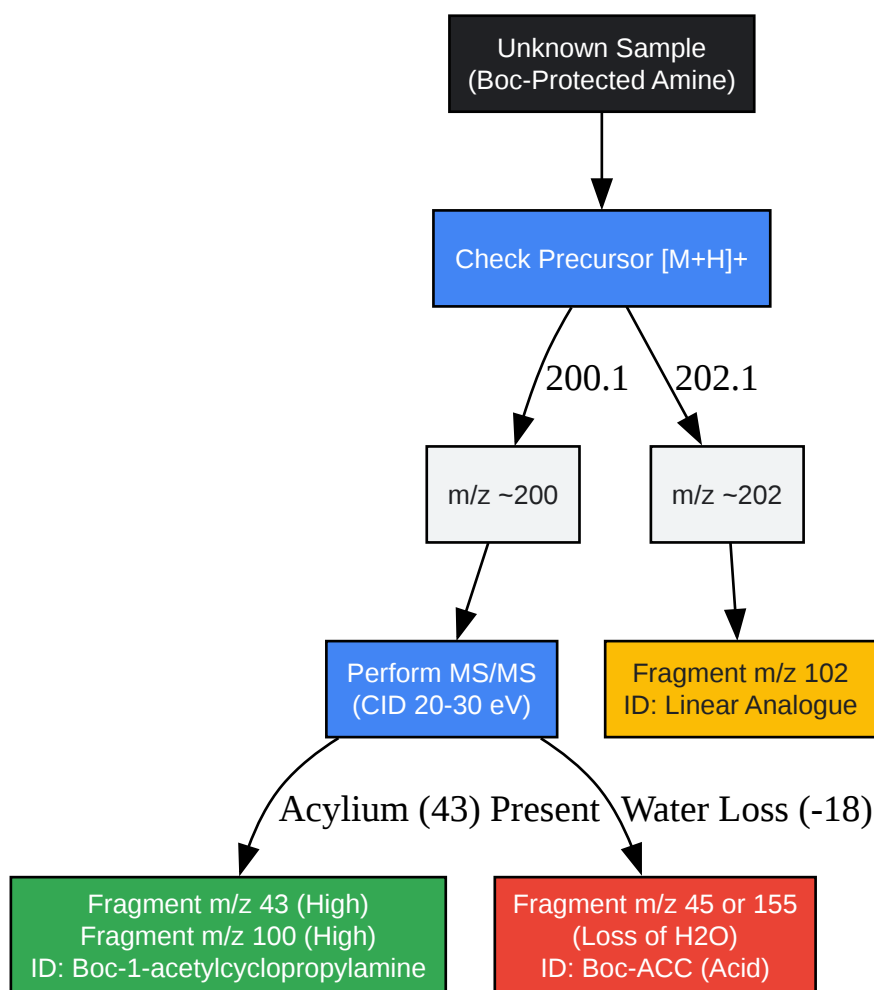 Unknown Sample
(Boc-Protected Amine)
Check Precursor [M+H]+
200.1
202.1
m/z ~200
m/z ~202
Perform MS/MS
(CID 20-30 eV)
Fragment m/z 102
ID: Linear Analogue
Acylium (43) Present
Water Loss (-18)
Fragment m/z 43 (High)
Fragment m/z 100 (High)
ID: Boc-1-acetylcyclopropylamine
Fragment m/z 45 or 155
(Loss of H2O)
ID: Boc-ACC (Acid)